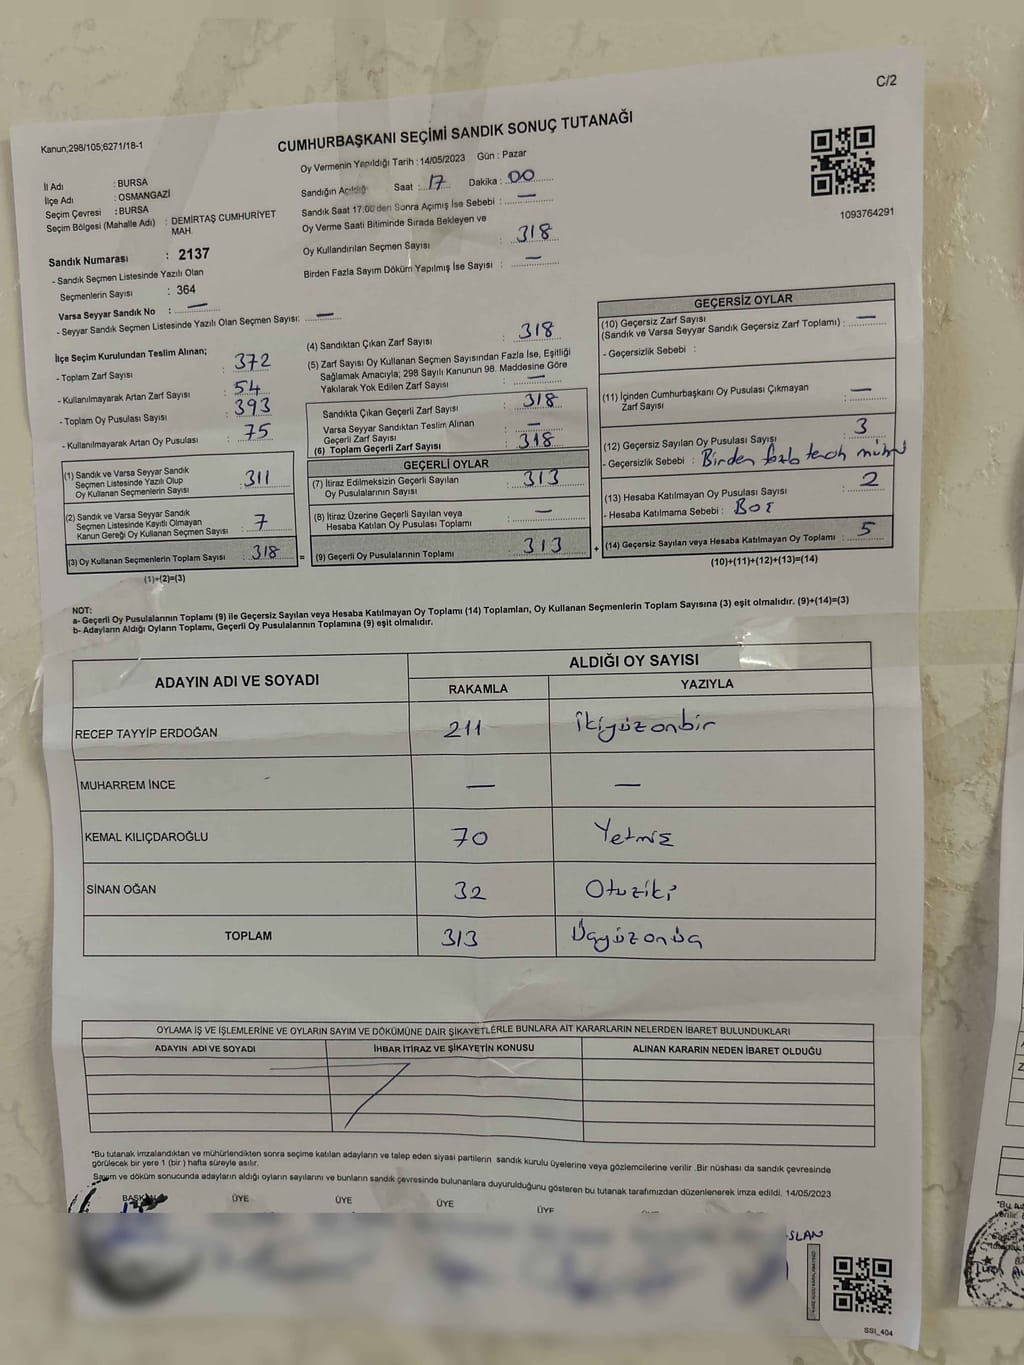 C/2
Kanun;298/105;6271/18-1
CUMHURBAŞKANI SEÇİMİ SANDIK SONUÇ TUTANAĞI
Oy Vermenin Yapıldığı Tarih : 14/05/2023 Gün : Pazar
İl Adı : BURSA
İlçe Adı : OSMANGAZİ
Seçim Çevresi : BURSA
Seçim Bölgesi (Mahalle Adı) : DEMİRTAŞ CUMHURİYET
MAH.
Sandık Numarası : 2137
- Sandık Seçmen Listesinde Yazılı Olan
Seçmenlerin Sayısı : 364
Varsa Seyyar Sandık No : —
- Seyyar Sandık Seçmen Listesinde Yazılı Olan Seçmen Sayısı: —
Sandığın Açıldığı Saat : 17 Dakika : 00
Sandık Saat 17.00'den Sonra Açımış İse Sebebi : —
Oy Verme Saati Bitiminde Sırada Bekleyen ve
Oy Kullandırılan Seçmen Sayısı : 318
Birden Fazla Sayım Döküm Yapılmış İse Sayısı : —
1093764291
İlçe Seçim Kurulundan Teslim Alınan;
- Toplam Zarf Sayısı : 372
- Kullanılmayarak Artan Zarf Sayısı : 54
- Toplam Oy Pusulası Sayısı : 393
- Kullanılmayarak Artan Oy Pusulası : 75
(1) Sandık ve Varsa Seyyar Sandık
Seçmen Listesinde Yazılı Olup
Oy Kullanan Seçmenlerin Sayısı : 311
(2) Sandık ve Varsa Seyyar Sandık
Seçmen Listesinde Kayıtlı Olmayan
Kanun Gereği Oy Kullanan Seçmen Sayısı : 7
(3) Oy Kullanan Seçmenlerin Toplam Sayısı : 318
(1)+(2)=(3)
(4) Sandıktan Çıkan Zarf Sayısı : 318
(5) Zarf Sayısı Oy Kullanan Seçmen Sayısından Fazla İse, Eşitliği
Sağlamak Amacıyla; 298 Sayılı Kanunun 98. Maddesine Göre
Yakılarak Yok Edilen Zarf Sayısı : —
Sandıkta Çıkan Geçerli Zarf Sayısı : 318
Varsa Seyyar Sandıktan Teslim Alınan
Geçerli Zarf Sayısı : —
(6) Toplam Geçerli Zarf Sayısı : 318
GEÇERLİ OYLAR
(7) İtiraz Edilmeksizin Geçerli Sayılan
Oy Pusulalarının Sayısı : 313
(8) İtiraz Üzerine Geçerli Sayılan veya
Hesaba Katılan Oy Pusulası Toplamı : —
= (9) Geçerli Oy Pusulalarının Toplamı : 313
GEÇERSİZ OYLAR
(10) Geçersiz Zarf Sayısı
(Sandık ve Varsa Seyyar Sandık Geçersiz Zarf Toplamı) : —
- Geçersizlik Sebebi :
(11) İçinden Cumhurbaşkanı Oy Pusulası Çıkmayan
Zarf Sayısı : —
(12) Geçersiz Sayılan Oy Pusulası Sayısı : 3
- Geçersizlik Sebebi : Birden fazla tercih mührü
(13) Hesaba Katılmayan Oy Pusulası Sayısı : 2
- Hesaba Katılmama Sebebi : Boş
+ (14) Geçersiz Sayılan veya Hesaba Katılmayan Oy Toplamı : 5
(10)+(11)+(12)+(13)=(14)
NOT:
a- Geçerli Oy Pusulalarının Toplamı (9) ile Geçersiz Sayılan veya Hesaba Katılmayan Oy Toplamı (14) Toplamları, Oy Kullanan Seçmenlerin Toplam Sayısına (3) eşit olmalıdır. (9)+(14)=(3)
b- Adayların Aldığı Oyların Toplamı, Geçerli Oy Pusulalarının Toplamına (9) eşit olmalıdır.
ADAYIN ADI VE SOYADI ALDIĞI OY SAYISI
RAKAMLA YAZIYLA
RECEP TAYYİP ERDOĞAN 211 İkiyüzonbir
MUHARREM İNCE — —
KEMAL KILIÇDAROĞLU 70 Yetmiş
SİNAN OĞAN 32 Otuziki
TOPLAM 313 Üçyüzonüç
OYLAMA İŞ VE İŞLEMLERİNE VE OYLARIN SAYIM VE DÖKÜMÜNE DAİR ŞİKAYETLERLE BUNLARA AİT KARARLARIN NELERDEN İBARET BULUNDUKLARI
ADAYIN ADI VE SOYADI İHBAR İTİRAZ VE ŞİKAYETİN KONUSU ALINAN KARARIN NEDEN İBARET OLDUĞU
*Bu tutanak imzalandıktan ve mühürlendikten sonra seçime katılan adayların ve talep eden siyasi partilerin sandık kurulu üyelerine veya gözlemcilerine verilir .Bir nüshası da sandık çevresinde
görülecek bir yere 1 (bir ) hafta süreyle asılır.
Sayım ve döküm sonucunda adayların aldığı oyların sayılarını ve bunların sandık çevresinde bulunanlara duyurulduğunu gösteren bu tutanak tarafımızdan düzenlenerek imza edildi. 14/05/2023
BAŞKAN ÜYE ÜYE ÜYE ÜYE ÜYE
SLAN
SSI_404